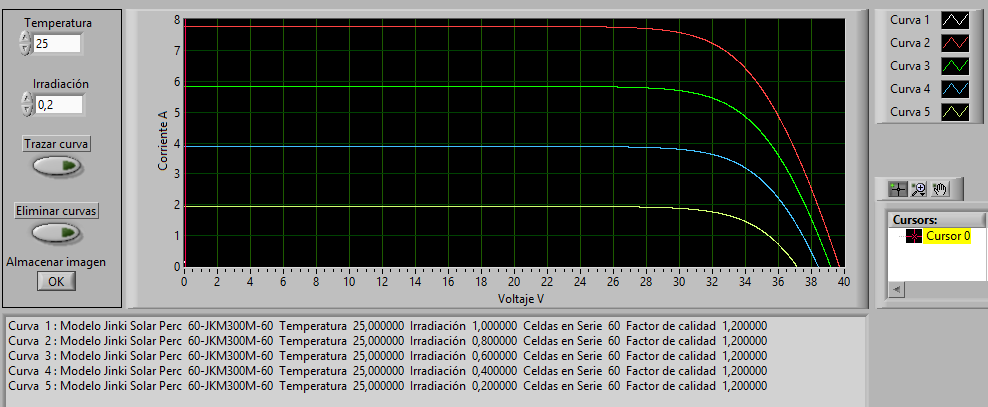 Temperatura
25
Irradiación
0,2
Trazar curva
Eliminar curvas
Almacenar imagen
OK
8
7
6
5
4
3
2
1
0
Corriente A
0 2 4 6 8 10 12 14 16 18 20 22 24 26 28 30 32 34 36 38 40
Voltaje V
Curva 1
Curva 2
Curva 3
Curva 4
Curva 5
Cursors:
Cursor 0
Curva 1 : Modelo Jinki Solar Perc 60-JKM300M-60 Temperatura 25,000000 Irradiación 1,000000 Celdas en Serie 60 Factor de calidad 1,200000
Curva 2 : Modelo Jinki Solar Perc 60-JKM300M-60 Temperatura 25,000000 Irradiación 0,800000 Celdas en Serie 60 Factor de calidad 1,200000
Curva 3 : Modelo Jinki Solar Perc 60-JKM300M-60 Temperatura 25,000000 Irradiación 0,600000 Celdas en Serie 60 Factor de calidad 1,200000
Curva 4 : Modelo Jinki Solar Perc 60-JKM300M-60 Temperatura 25,000000 Irradiación 0,400000 Celdas en Serie 60 Factor de calidad 1,200000
Curva 5 : Modelo Jinki Solar Perc 60-JKM300M-60 Temperatura 25,000000 Irradiación 0,200000 Celdas en Serie 60 Factor de calidad 1,200000